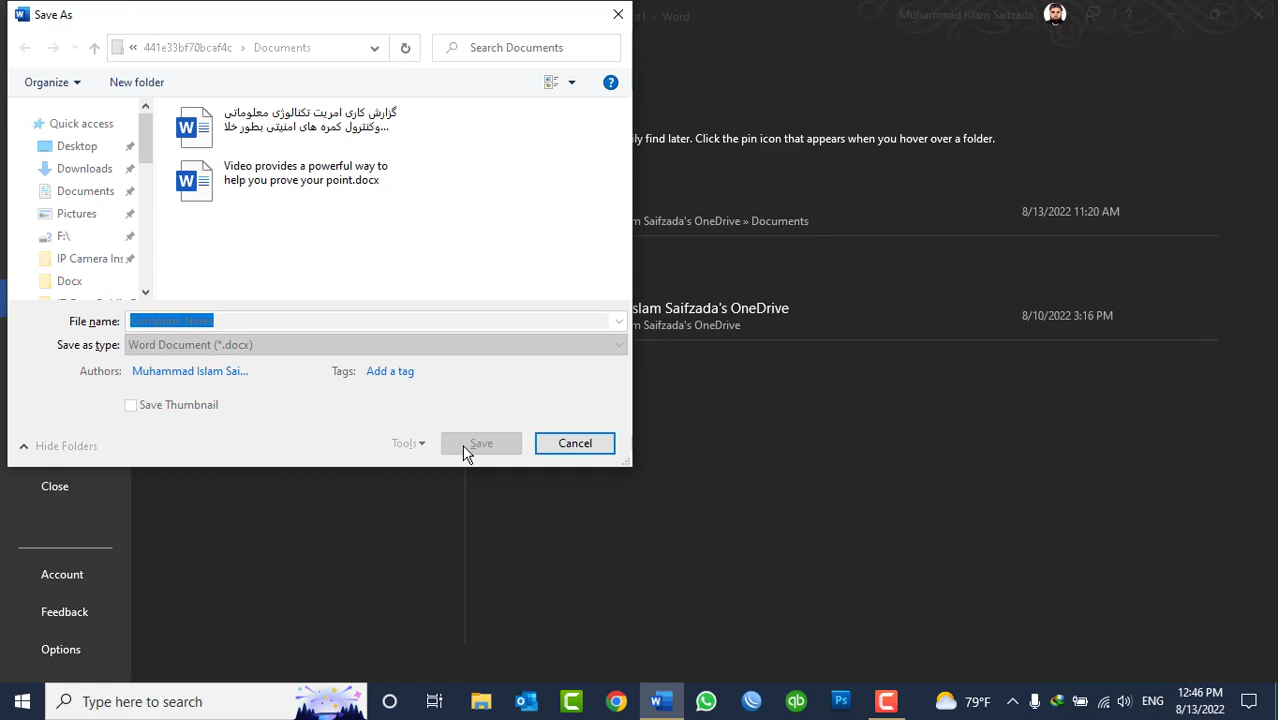 Save As
nt1 - Word
Muhammad Islam Saifzada
?
« 441e33bf70bcaf4c > Documents
Search Documents
Organize
New folder
Quick access
Desktop
Downloads
Documents
Pictures
F:\
IP Camera Ins
Docx
گزارش کاری امریت تکنالوژی معلوماتی
وکنترول کمره های امنیتی بطور خلا...
Video provides a powerful way to
help you prove your point.docx
ly find later. Click the pin icon that appears when you hover over a folder.
m Saifzada's OneDrive » Documents
8/13/2022 11:20 AM
slam Saifzada's OneDrive
m Saifzada's OneDrive
8/10/2022 3:16 PM
File name: Computer Notes
Save as type: Word Document (*.docx)
Authors: Muhammad Islam Sai...
Tags: Add a tag
Save Thumbnail
Hide Folders
Tools
Save
Cancel
Close
Account
Feedback
Options
Type here to search
79°F
ENG
12:46 PM
8/13/2022